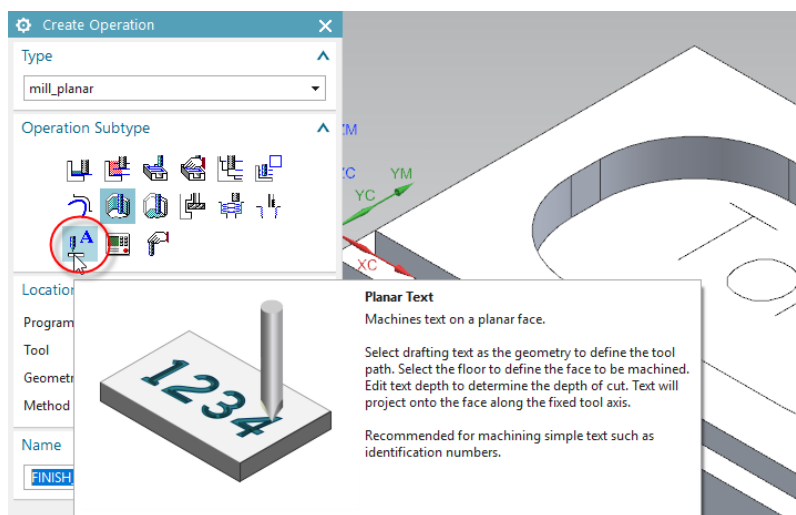 Create Operation
Type
mill_planar
Operation Subtype
A
ZM
ZC
YM
YC
XC
Location
Program
Tool
Geometr
Method
Name
FINISH_
Planar Text
Machines text on a planar face.
Select drafting text as the geometry to define the tool
path. Select the floor to define the face to be machined.
Edit text depth to determine the depth of cut. Text will
project onto the face along the fixed tool axis.
Recommended for machining simple text such as
identification numbers.
1234